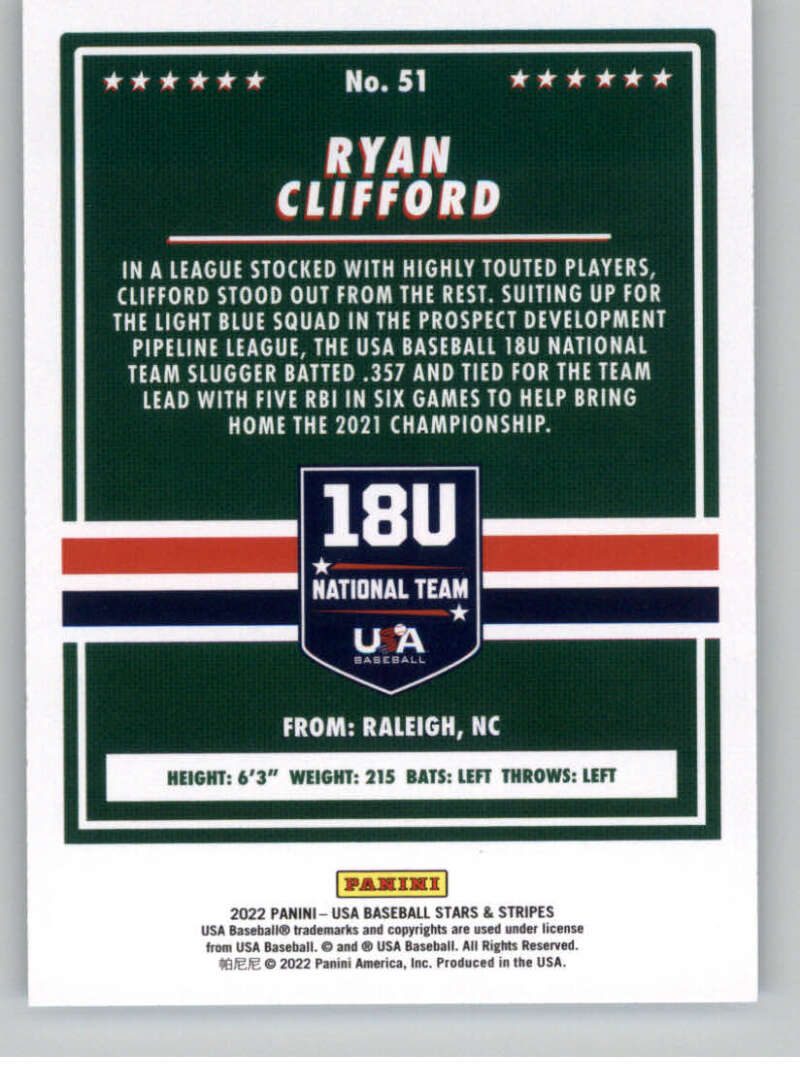 No. 51
RYAN
CLIFFORD
IN A LEAGUE STOCKED WITH HIGHLY TOUTED PLAYERS,
CLIFFORD STOOD OUT FROM THE REST. SUITING UP FOR
THE LIGHT BLUE SQUAD IN THE PROSPECT DEVELOPMENT
PIPELINE LEAGUE, THE USA BASEBALL 18U NATIONAL
TEAM SLUGGER BATTED .357 AND TIED FOR THE TEAM
LEAD WITH FIVE RBI IN SIX GAMES TO HELP BRING
HOME THE 2021 CHAMPIONSHIP.
18U
NATIONAL TEAM
USA
BASEBALL
FROM: RALEIGH, NC
HEIGHT: 6'3" WEIGHT: 215 BATS: LEFT THROWS: LEFT
PANINI
2022 PANINI – USA BASEBALL STARS & STRIPES
USA Baseball® trademarks and copyrights are used under license
from USA Baseball. © and ® USA Baseball. All Rights Reserved.
帕尼尼 © 2022 Panini America, Inc. Produced in the USA.